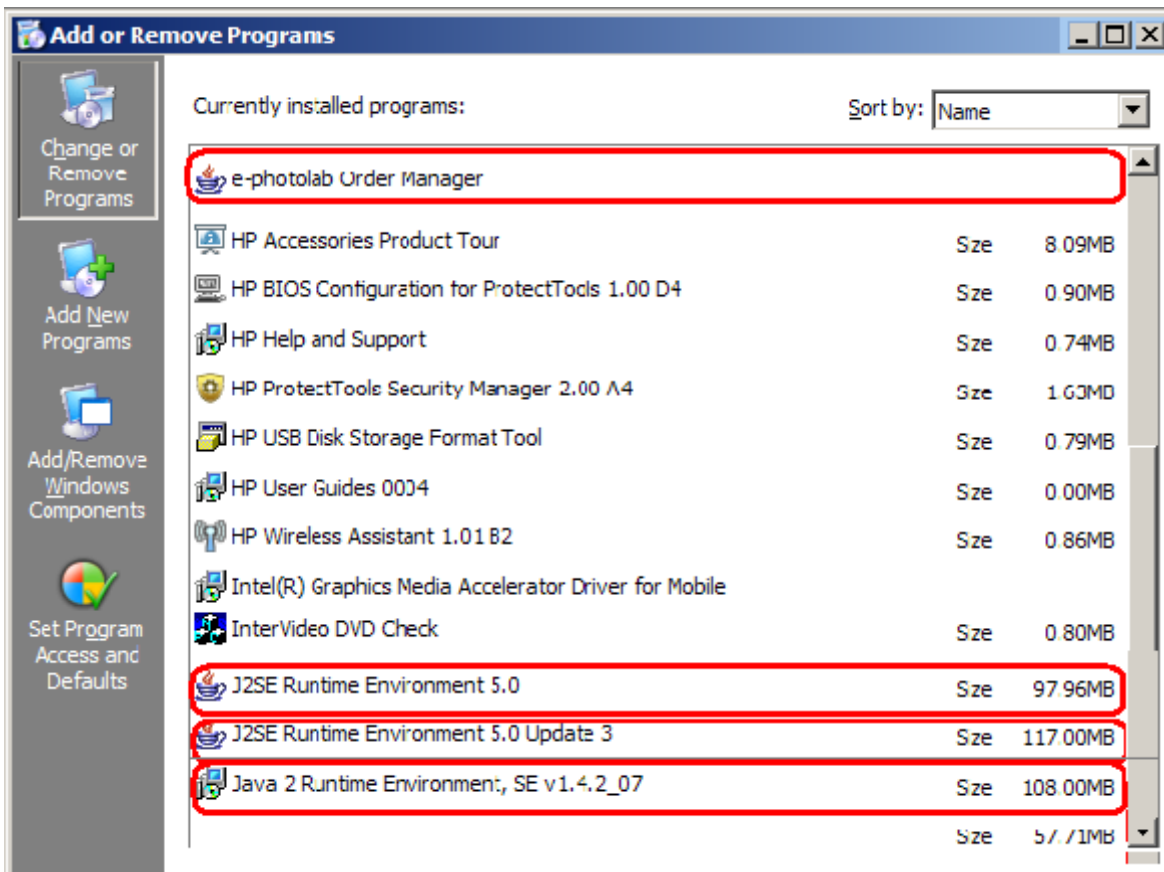 Add or Remove Programs
Change or
Remove
Programs
Add New
Programs
Add/Remove
Windows
Components
Set Program
Access and
Defaults
Currently installed programs:
Sort by: Name
e-photolab Order Manager
HP Accessories Product Tour Size 8.09MB
HP BIOS Configuration for ProtectTools 1.00 D4 Size 0.90MB
HP Help and Support Size 0.74MB
HP ProtectTools Security Manager 2.00 A4 Size 1.63MB
HP USB Disk Storage Format Tool Size 0.79MB
HP User Guides 0004 Size 0.00MB
HP Wireless Assistant 1.01 B2 Size 0.86MB
Intel(R) Graphics Media Accelerator Driver for Mobile
InterVideo DVD Check Size 0.80MB
J2SE Runtime Environment 5.0 Size 97.96MB
J2SE Runtime Environment 5.0 Update 3 Size 117.00MB
Java 2 Runtime Environment, SE v1.4.2_07 Size 108.00MB
Size 57.71MB